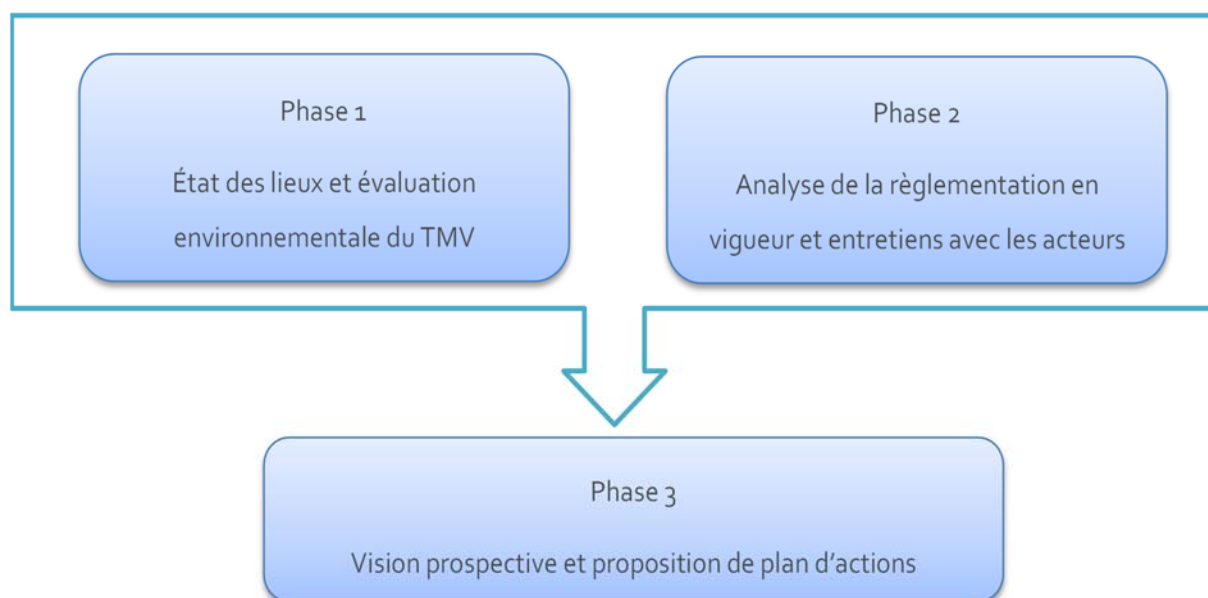 Phase 1
État des lieux et évaluation
environnementale du TMV
Phase 2
Analyse de la règlementation en
vigueur et entretiens avec les acteurs
Phase 3
Vision prospective et proposition de plan d’actions